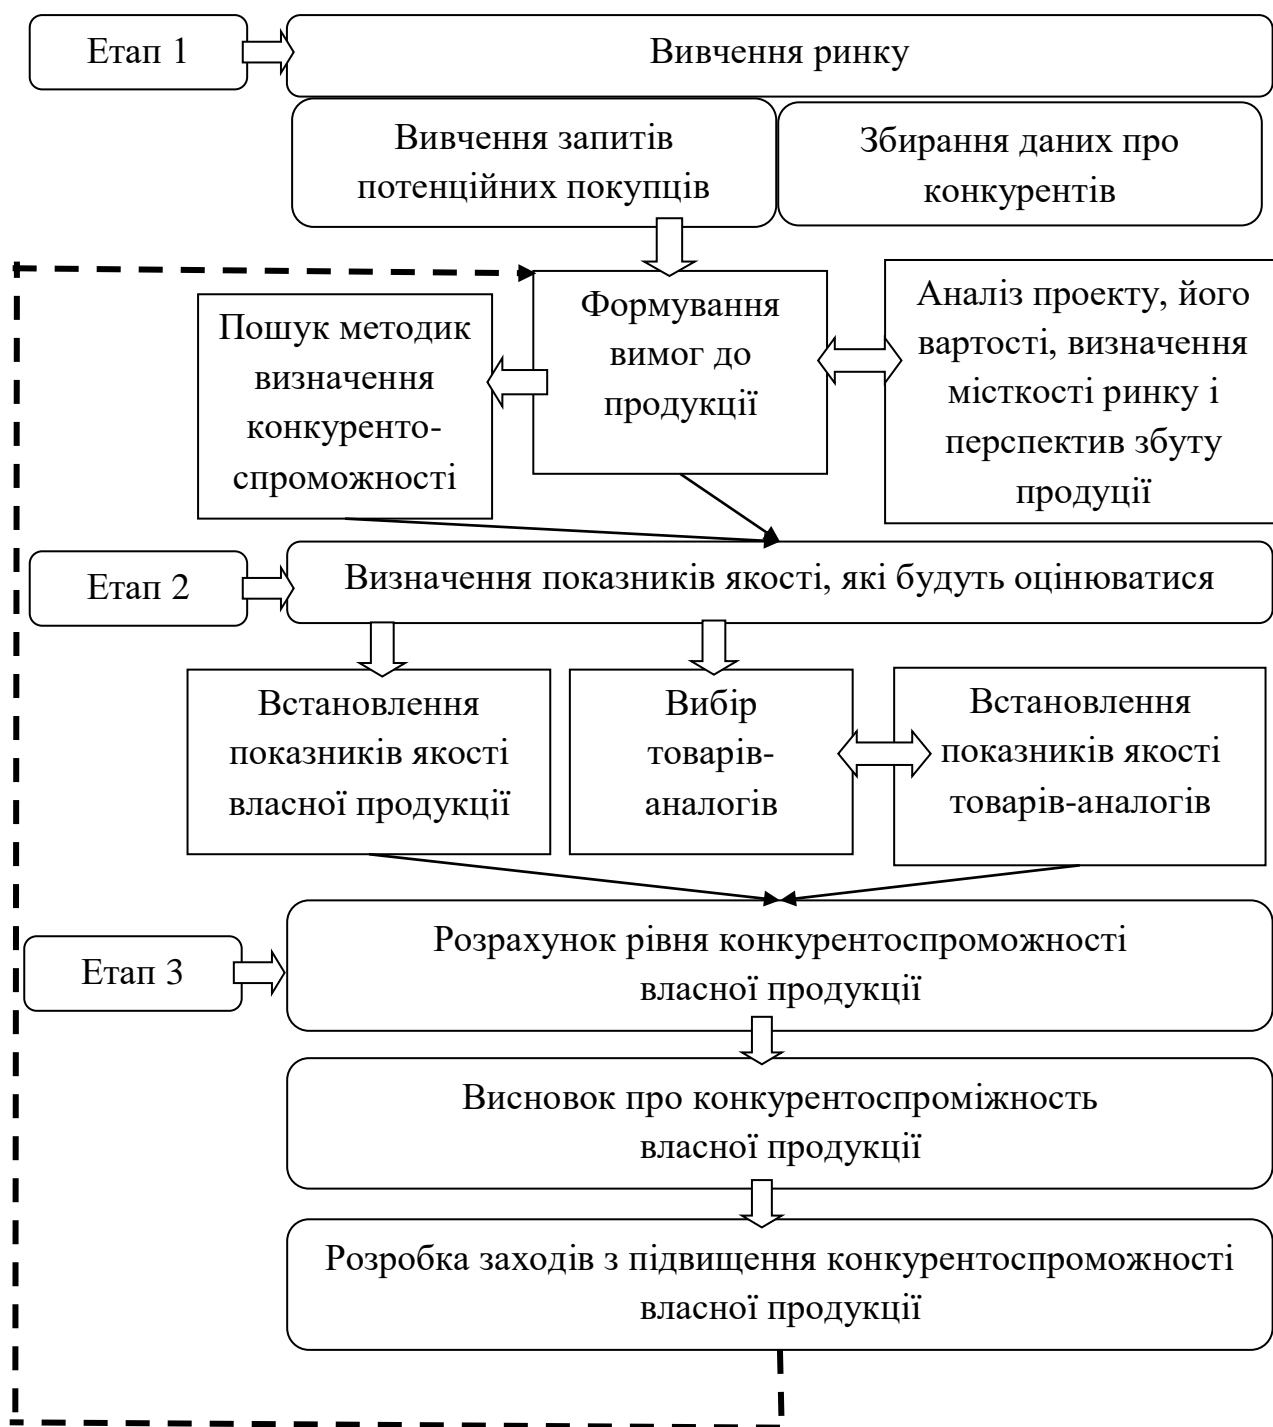 Етап 1
Вивчення ринку
Вивчення запитів
потенційних покупців
Збирання даних про
конкурентів
Формування
вимог до
продукції
Аналіз проекту, його
вартості, визначення
місткості ринку і
перспектив збуту
продуції
Пошук методик
визначення
конкуренто-
спроможності
Етап 2
Визначення показників якості, які будуть оцінюватися
Встановлення
показників якості
власної продукції
Вибір
товарів-
аналогів
Встановлення
показників якості
товарів-аналогів
Етап 3
Розрахунок рівня конкурентоспроможності
власної продукції
Висновок про конкурентоспроміжность
власної продукції
Розробка заходів з підвищення конкурентоспроможності
власної продукції